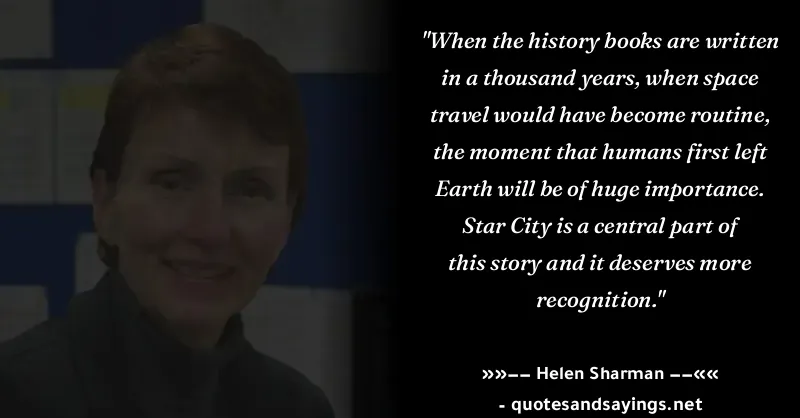 "When the history books are written
in a thousand years, when space
travel would have become routine,
the moment that humans first left
Earth will be of huge importance.
Star City is a central part of
this story and it deserves more
recognition."
»»–– Helen Sharman ––««
- quotesandsayings.net